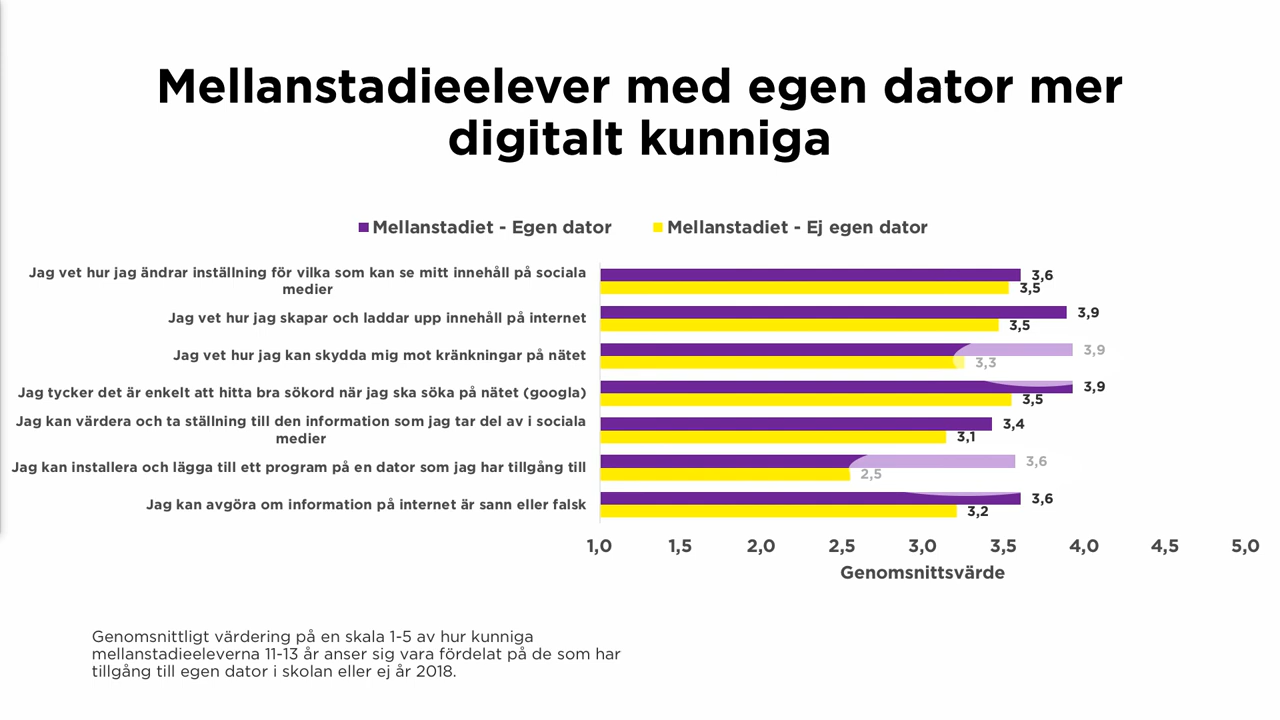 Mellanstadieelever med egen dator mer
digitalt kunniga
Mellanstadiet - Egen dator
Mellanstadiet - Ej egen dator
Jag vet hur jag ändrar inställning för vilka som kan se mitt innehåll på sociala
medier
3,6
3,5
Jag vet hur jag skapar och laddar upp innehåll på internet
3,9
3,5
Jag vet hur jag kan skydda mig mot kränkningar på nätet
3,9
3,3
Jag tycker det är enkelt att hitta bra sökord när jag ska söka på nätet (googla)
3,9
3,5
Jag kan värdera och ta ställning till den information som jag tar del av i sociala
medier
3,4
3,1
Jag kan installera och lägga till ett program på en dator som jag har tillgång till
3,6
2,5
Jag kan avgöra om information på internet är sann eller falsk
3,6
3,2
1,0 1,5 2,0 2,5 3,0 3,5 4,0 4,5 5,0
Genomsnittsvärde
Genomsnittligt värdering på en skala 1-5 av hur kunniga
mellanstadieeleverna 11-13 år anser sig vara fördelat på de som har
tillgång till egen dator i skolan eller ej år 2018.